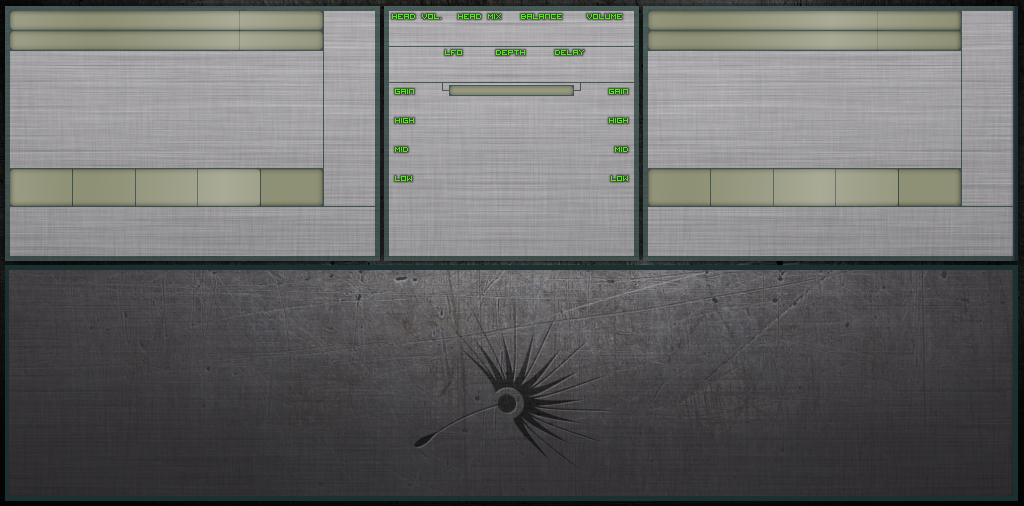 HEAD VOL. HEAD MIX BALANCE VOLUME
LFO DEPTH DELAY
GAIN GAIN
HIGH HIGH
MID MID
LOW LOW